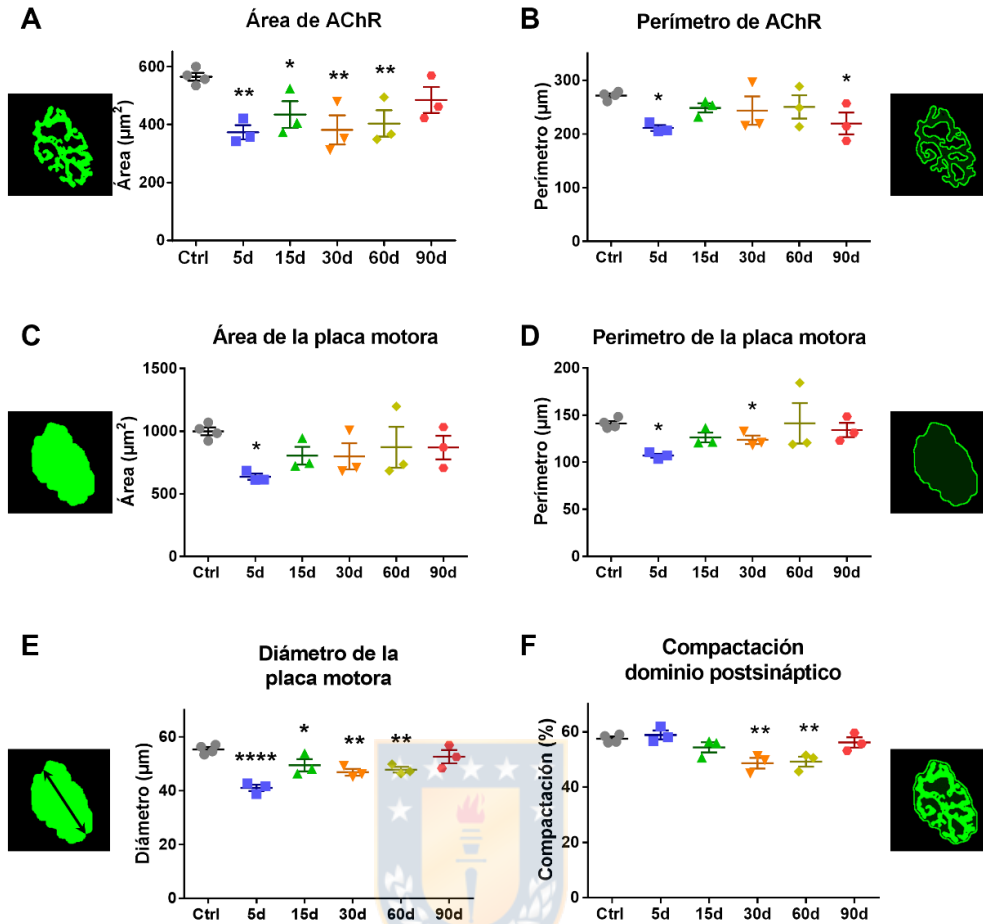 A
Área de AChR
Área (µm²)
600
400
200
0
**
*
**
**
Ctrl
5d
15d
30d
60d
90d
B
Perímetro de AChR
Perímetro (µm)
300
200
100
0
*
*
Ctrl
5d
15d
30d
60d
90d
C
Área de la placa motora
Área (µm²)
1500
1000
500
0
*
Ctrl
5d
15d
30d
60d
90d
D
Perimetro de la placa motora
Perímetro (µm)
200
150
100
50
0
*
*
Ctrl
5d
15d
30d
60d
90d
E
Diámetro de la
placa motora
Diámetro (µm)
60
40
20
0
****
*
**
**
Ctrl
5d
15d
30d
60d
90d
F
Compactación
dominio postsináptico
Compactación (%)
60
40
20
0
**
**
Ctrl
5d
15d
30d
60d
90d